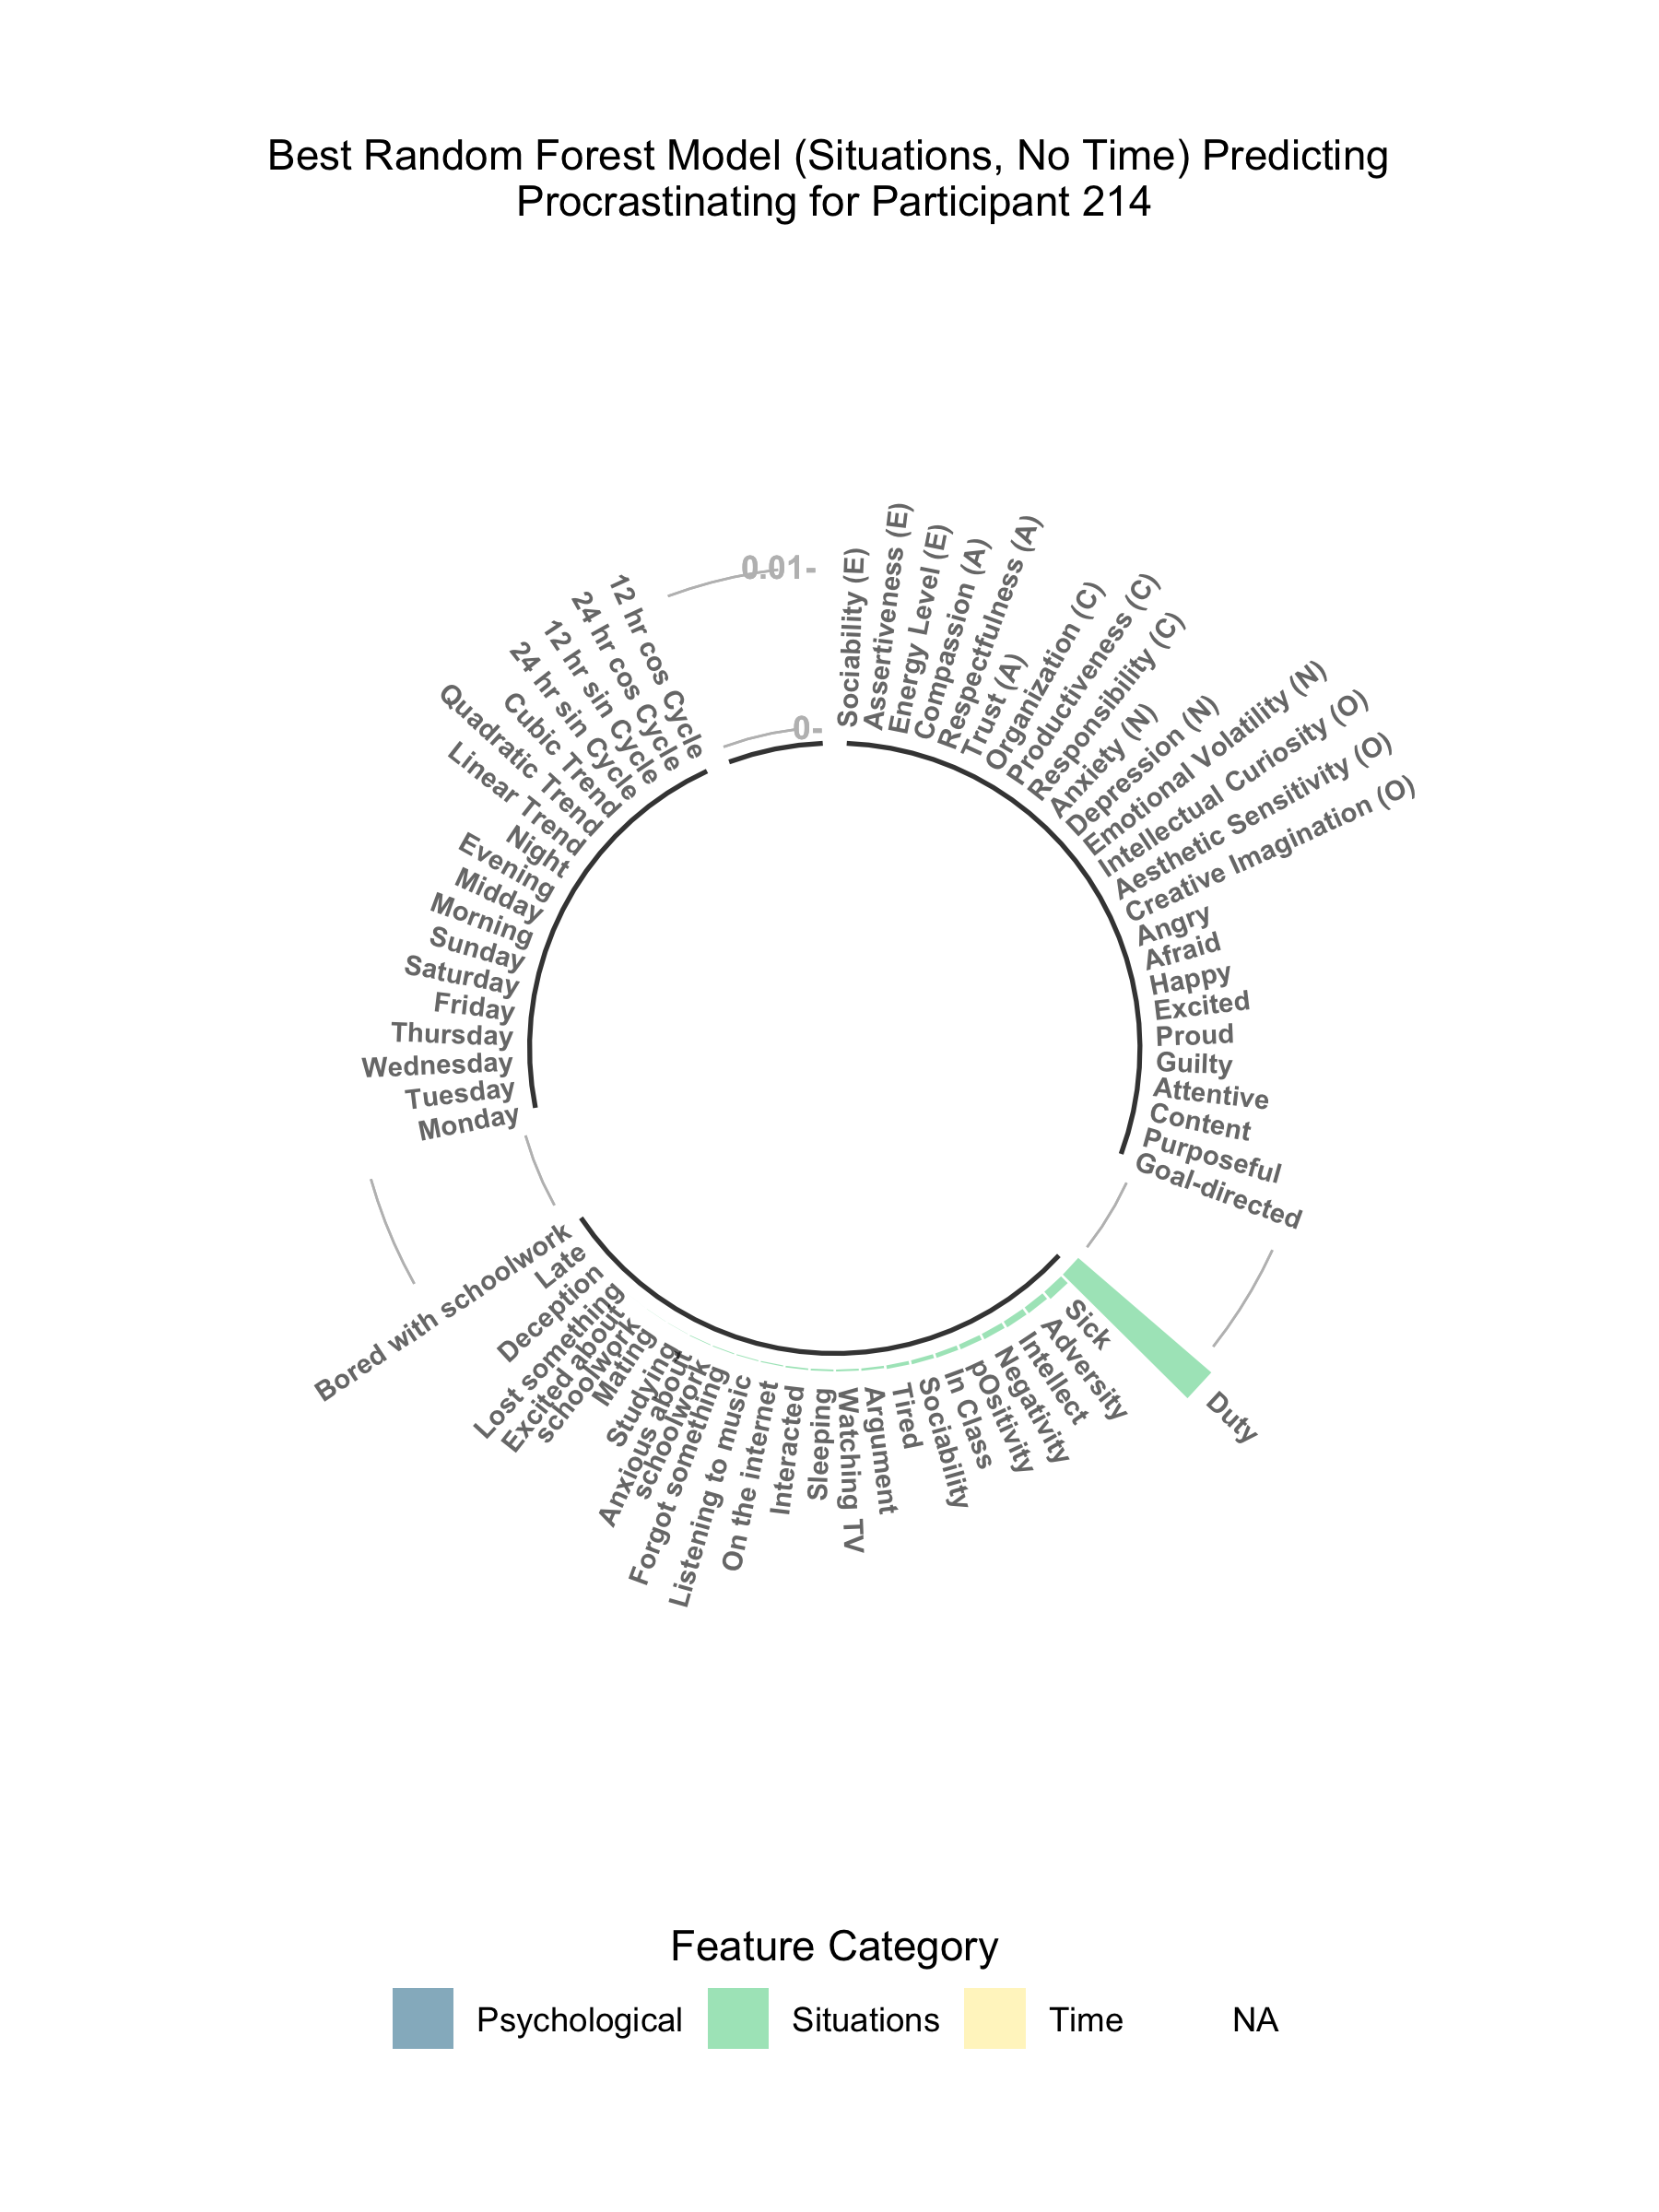 Best Random Forest Model (Situations, No Time) Predicting
Procrastinating for Participant 214
0.01-
0-
Sociability (E)
Assertiveness (E)
Energy Level (E)
Compassion (A)
Respectfulness (A)
Trust (A)
Organization (C)
Productiveness (C)
Responsibility (C)
Anxiety (N)
Depression (N)
Emotional Volatility (N)
Intellectual Curiosity (O)
Aesthetic Sensitivity (O)
Creative Imagination (O)
Angry
Afraid
Happy
Excited
Proud
Guilty
Attentive
Content
Purposeful
Goal-directed
Duty
Sick
Adversity
Intellect
Negativity
pOsitivity
In Class
Sociability
Tired
Argument
Watching TV
Sleeping
Interacted
On the internet
Listening to music
Forgot something
Anxious about
schoolwork
Studying
Mating
Excited about
schoolwork
Lost something
Deception
Late
Bored with schoolwork
Monday
Tuesday
Wednesday
Thursday
Friday
Saturday
Sunday
Morning
Midday
Evening
Night
Linear Trend
Quadratic Trend
Cubic Trend
24 hr sin Cycle
12 hr sin Cycle
24 hr cos Cycle
12 hr cos Cycle
Feature Category
Psychological
Situations
Time
NA